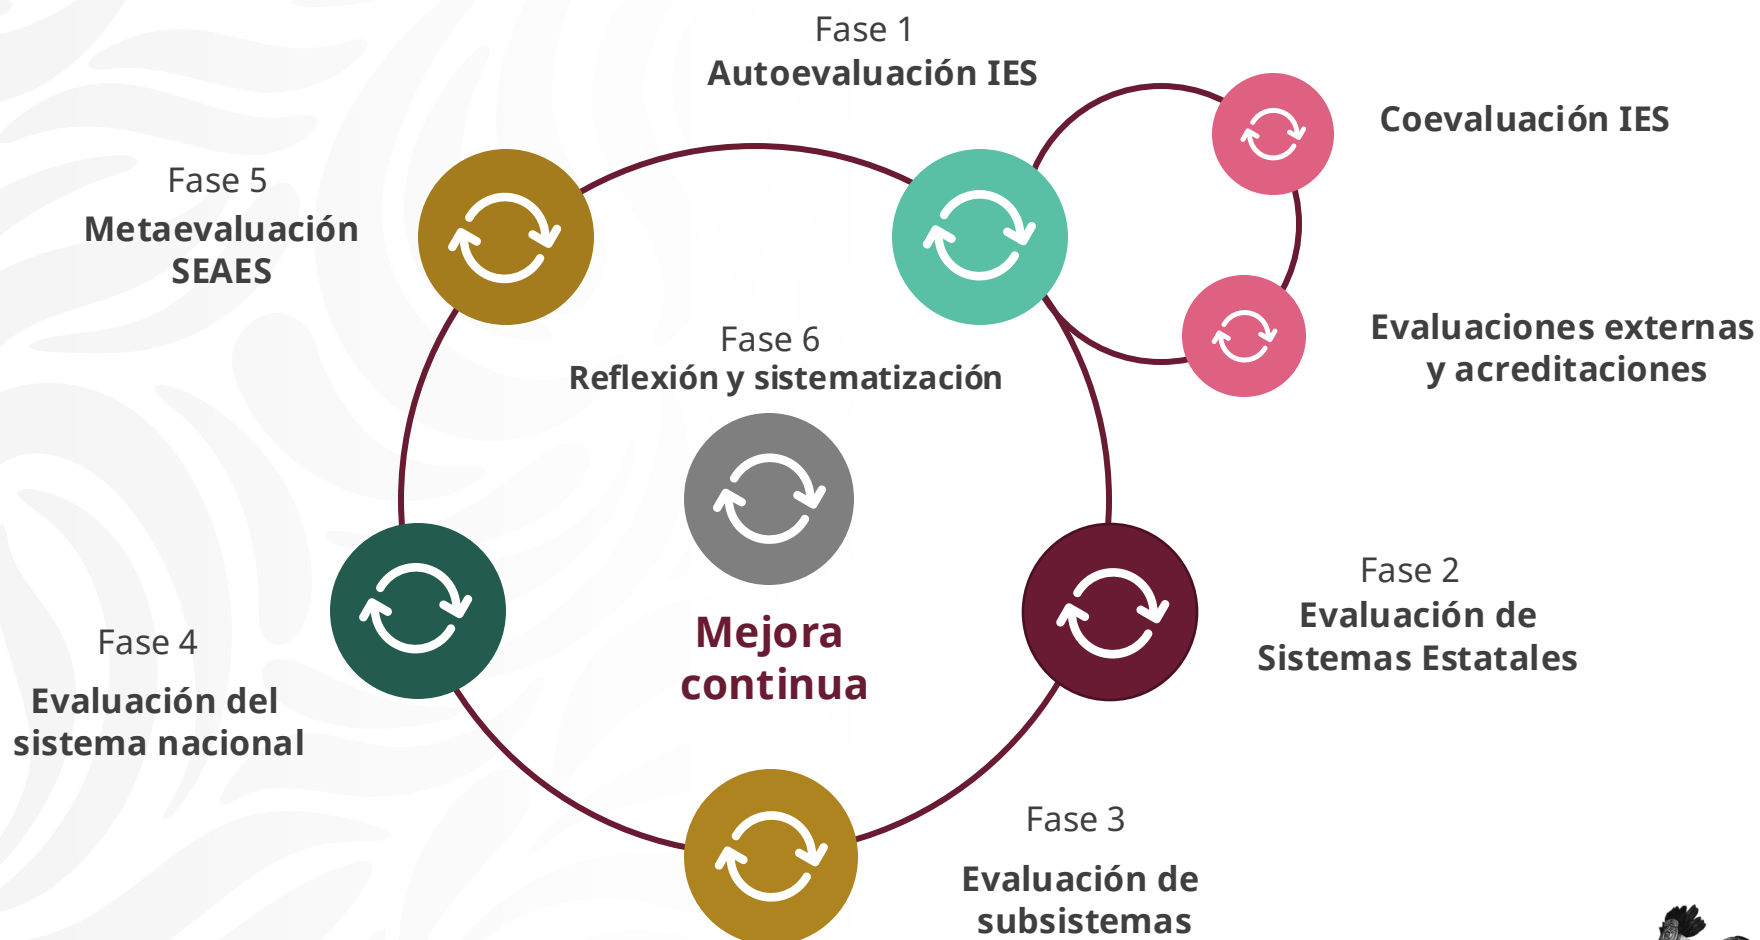 Fase 1
Autoevaluación IES
Coevaluación IES
Fase 5
Metaevaluación
SEAES
Evaluaciones externas
y acreditaciones
Fase 6
Reflexión y sistematización
Mejora
continua
Fase 2
Evaluación de
Sistemas Estatales
Fase 4
Evaluación del
sistema nacional
Fase 3
Evaluación de
subsistemas